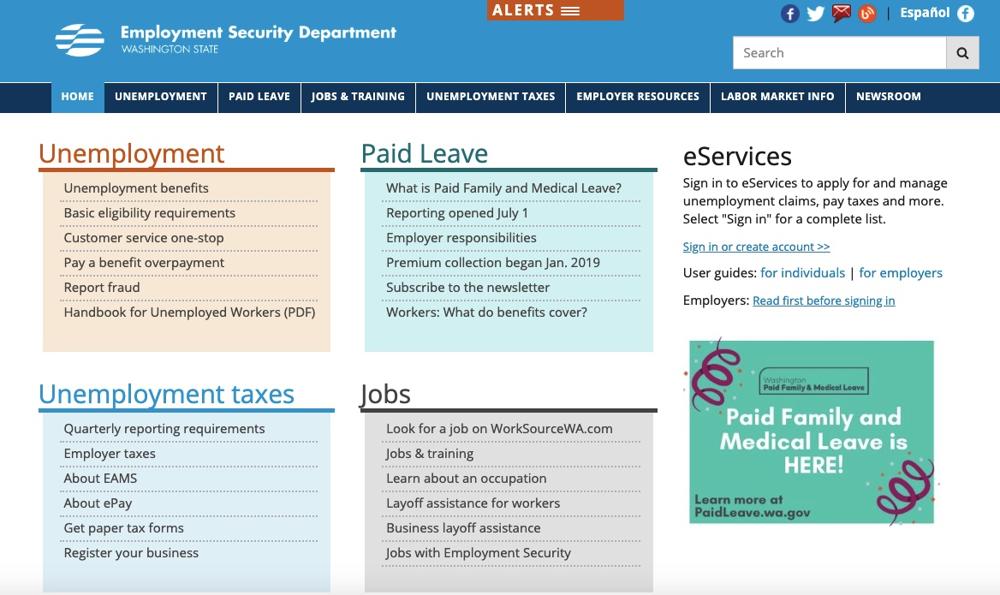 ALERTS
Español
Employment Security Department
WASHINGTON STATE
Search
HOME
UNEMPLOYMENT
PAID LEAVE
JOBS & TRAINING
UNEMPLOYMENT TAXES
EMPLOYER RESOURCES
LABOR MARKET INFO
NEWSROOM
Unemployment
Unemployment benefits
Basic eligibility requirements
Customer service one-stop
Pay a benefit overpayment
Report fraud
Handbook for Unemployed Workers (PDF)
Paid Leave
What is Paid Family and Medical Leave?
Reporting opened July 1
Employer responsibilities
Premium collection began Jan. 2019
Subscribe to the newsletter
Workers: What do benefits cover?
eServices
Sign in to eServices to apply for and manage
unemployment claims, pay taxes and more.
Select "Sign in" for a complete list.
Sign in or create account >>
User guides: for individuals | for employers
Employers: Read first before signing in
Unemployment taxes
Quarterly reporting requirements
Employer taxes
About EAMS
About ePay
Get paper tax forms
Register your business
Jobs
Look for a job on WorkSourceWA.com
Jobs & training
Learn about an occupation
Layoff assistance for workers
Business layoff assistance
Jobs with Employment Security
Washington
Paid Family & Medical Leave
Paid Family and
Medical Leave is
HERE!
Learn more at
PaidLeave.wa.gov